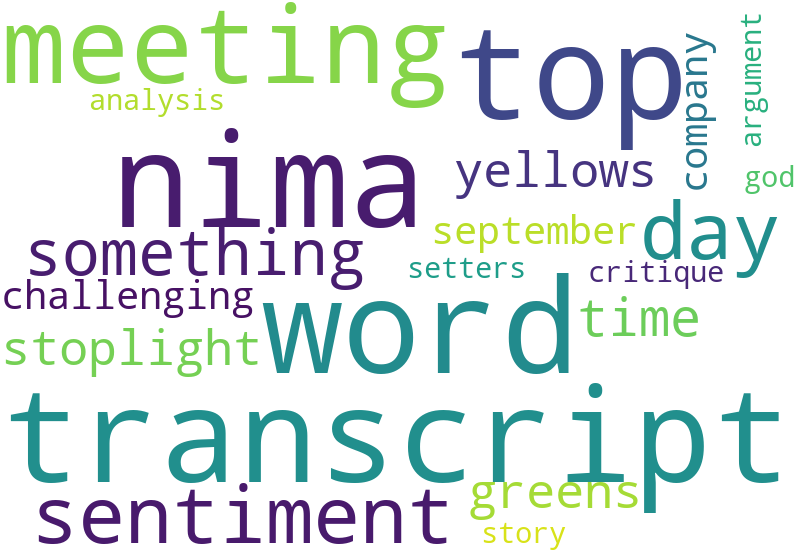 meeting
top
company
argument
analysis
nima
yellows
god
something
september
day
setters
critique
challenging
word
time
stoplight
transcript
sentiment
greens
story